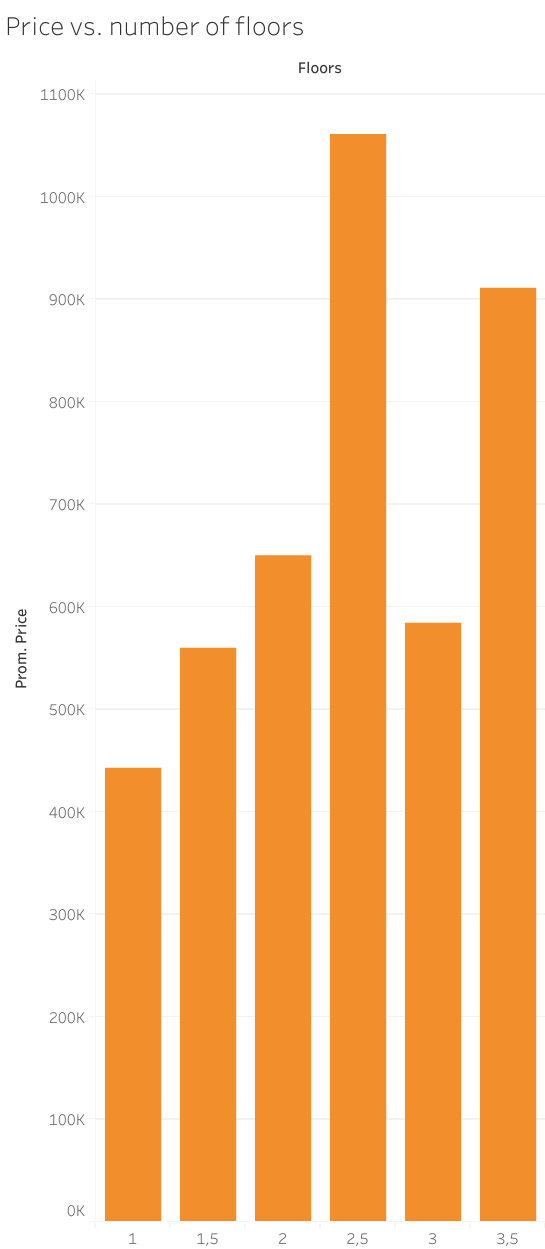 Price vs. number of floors
Floors
1100K
1000K
900K
800K
700K
600K
500K
400K
300K
200K
100K
0K
Prom. Price
1 1,5 2 2,5 3 3,5